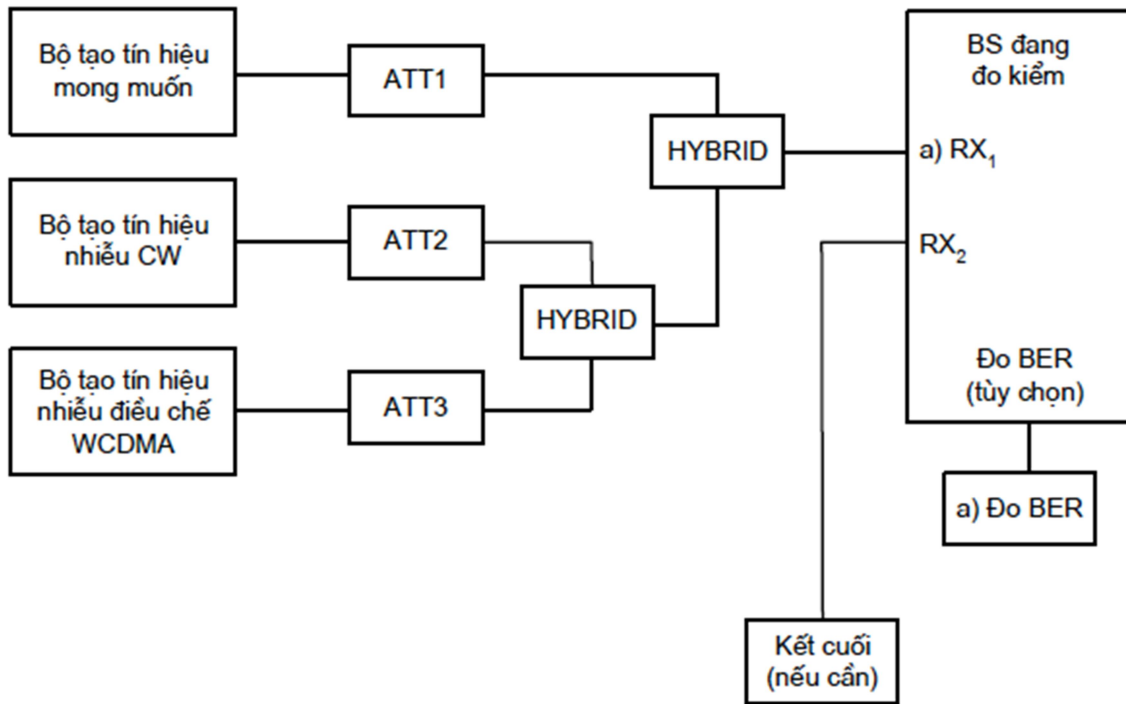 Bộ tạo tín hiệu
mong muốn
ATT1
HYBRID
BS đang
đo kiểm
a) RX₁
RX₂
Bộ tạo tín hiệu
nhiễu CW
ATT2
HYBRID
Bộ tạo tín hiệu
nhiễu điều chế
WCDMA
ATT3
Đo BER
(tùy chọn)
a) Đo BER
Kết cuối
(nếu cần)